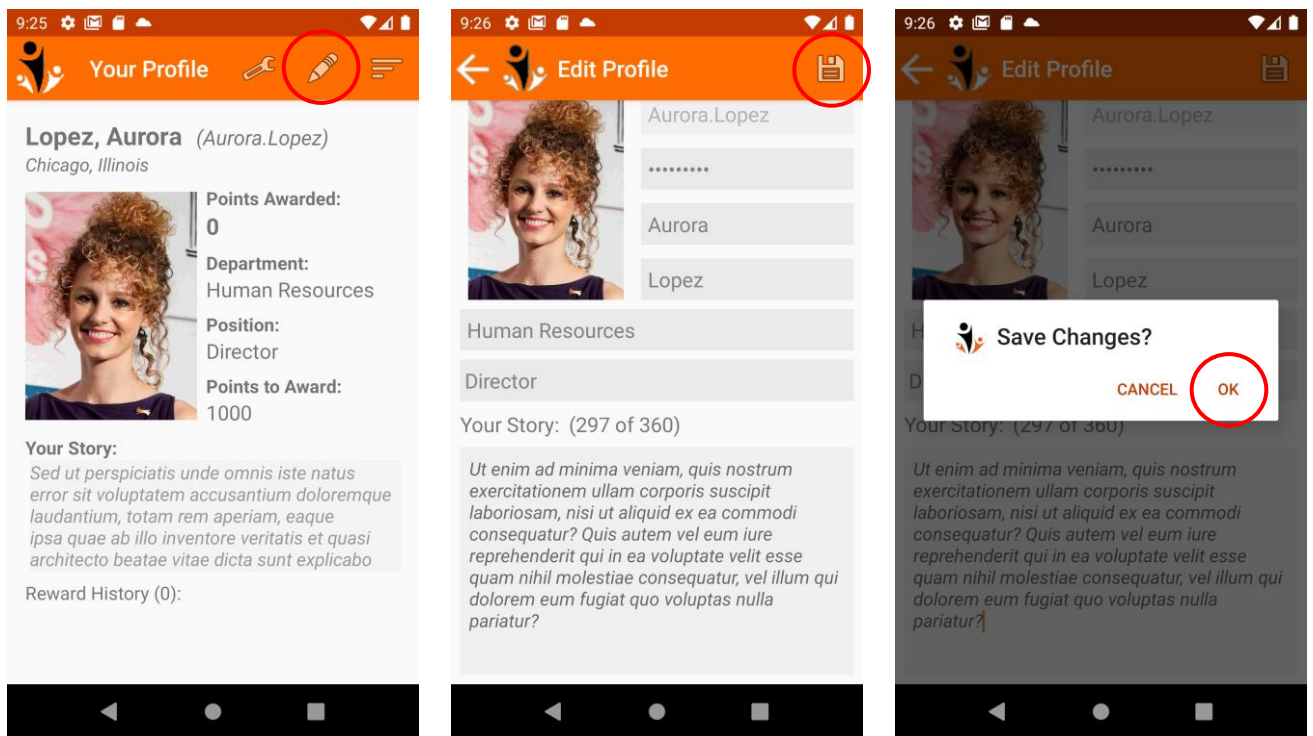 9:25
Your Profile
Lopez, Aurora (Aurora.Lopez)
Chicago, Illinois
Points Awarded:
0
Department:
Human Resources
Position:
Director
Points to Award:
1000
Your Story:
Sed ut perspiciatis unde omnis iste natus
error sit voluptatem accusantium doloremque
laudantium, totam rem aperiam, eaque
ipsa quae ab illo inventore veritatis et quasi
architecto beatae vitae dicta sunt explicabo
Reward History (0):
9:26
Edit Profile
Aurora.Lopez
•••••••••
Aurora
Lopez
Human Resources
Director
Your Story: (297 of 360)
Ut enim ad minima veniam, quis nostrum
exercitationem ullam corporis suscipit
laboriosam, nisi ut aliquid ex ea commodi
consequatur? Quis autem vel eum iure
reprehenderit qui in ea voluptate velit esse
quam nihil molestiae consequatur, vel illum qui
dolorem eum fugiat quo voluptas nulla
pariatur?
9:26
Edit Profile
Aurora.Lopez
•••••••••
Aurora
Lopez
H
Save Changes?
D
CANCEL OK
Your Story: (297 of 360)
Ut enim ad minima veniam, quis nostrum
exercitationem ullam corporis suscipit
laboriosam, nisi ut aliquid ex ea commodi
consequatur? Quis autem vel eum iure
reprehenderit qui in ea voluptate velit esse
quam nihil molestiae consequatur, vel illum qui
dolorem eum fugiat quo voluptas nulla
pariatur?